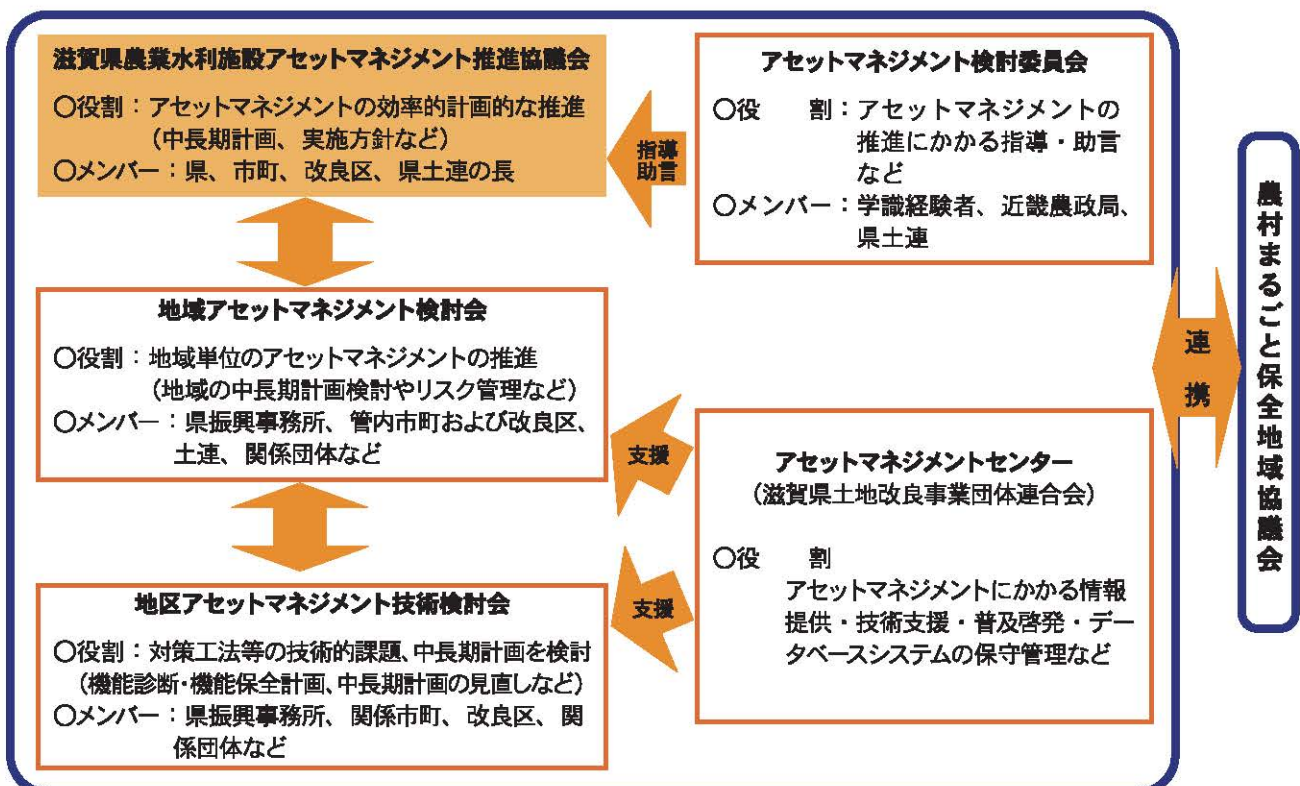 滋賀県農業水利施設アセットマネジメント推進協議会
〇役割：アセットマネジメントの効率的計画的な推進
（中長期計画、実施方針など）
〇メンバー：県、市町、改良区、県土連の長
指導
助言
アセットマネジメント検討委員会
〇役　　割：アセットマネジメントの
推進にかかる指導・助言
など
〇メンバー：学識経験者、近畿農政局、
県土連
地域アセットマネジメント検討会
〇役割：地域単位のアセットマネジメントの推進
（地域の中長期計画検討やリスク管理など）
〇メンバー：県振興事務所、管内市町および改良区、
土連、関係団体など
支援
アセットマネジメントセンター
（滋賀県土地改良事業団体連合会）
〇役　　割
アセットマネジメントにかかる情報
提供・技術支援・普及啓発・デー
タベースシステムの保守管理など
地区アセットマネジメント技術検討会
〇役割：対策工法等の技術的課題、中長期計画を検討
（機能診断・機能保全計画、中長期計画の見直しなど）
〇メンバー：県振興事務所、関係市町、改良区、関
係団体など
支援
連携
農村まるごと保全地域協議会